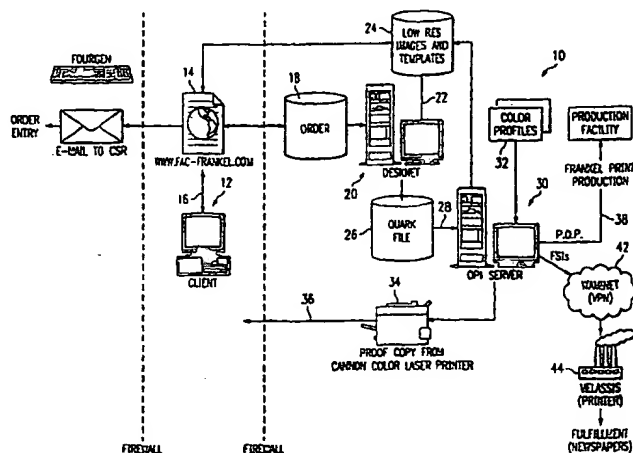 FOURGEN
ORDER
ENTRY
E-MAIL TO CSR
14
WWW.FAC-FRANKEL.COM
16
12
CLIENT
18
ORDER
24
LOW RES
IMAGES AND
TEMPLATES
22
DESKNET
20
26
QUARK
FILE
28
10
COLOR
PROFILES
32
PRODUCTION
FACILITY
30
FRANKEL PRINT
PRODUCTION
38
P.O.P.
FSIs
OPI SERVER
42
WAMNET
(VPN)
34
36
PROOF COPY FROM
CANNON COLOR LASER PRINTER
44
VELASSIS
(PRINTER)
FULFILLMENT
(NEWSPAPERS)
FIREWALL
FIREWALL